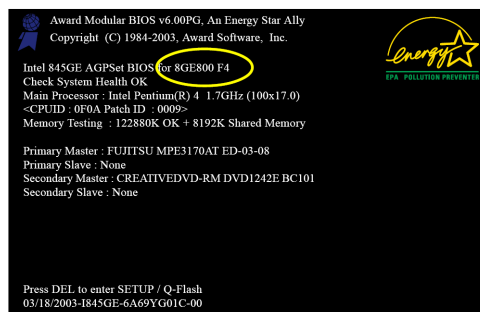 Award Modular BIOS v6.00PG, An Energy Star Ally
Copyright (C) 1984-2003, Award Software, Inc.
energy
EPA POLLUTION PREVENTER
Intel 845GE AGPSet BIOS for 8GE800 F4
Check System Health OK
Main Processor : Intel Pentium(R) 4 1.7GHz (100x17.0)
<CPUID : 0F0A Patch ID : 0009>
Memory Testing : 122880K OK + 8192K Shared Memory
Primary Master : FUJITSU MPE3170AT ED-03-08
Primary Slave : None
Secondary Master : CREATIVEDVD-RM DVD1242E BC101
Secondary Slave : None
Press DEL to enter SETUP / Q-Flash
03/18/2003-I845GE-6A69YG01C-00